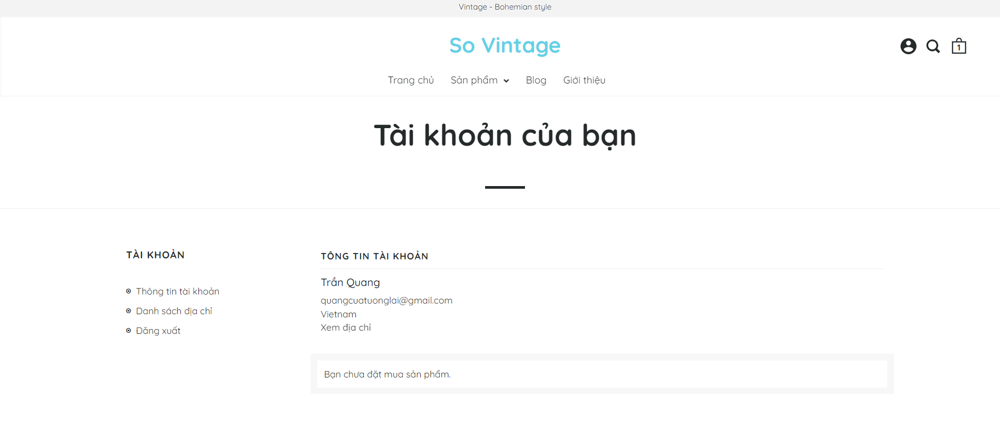 Vintage - Bohemian style
So Vintage
1
Trang chủ Sản phẩm Blog Giới thiệu
Tài khoản của bạn
TÀI KHOẢN
Thông tin tài khoản
Danh sách địa chỉ
Đăng xuất
TÔNG TIN TÀI KHOẢN
Trần Quang
quangcuatuonglai@gmail.com
Vietnam
Xem địa chỉ
Bạn chưa đặt mua sản phẩm.